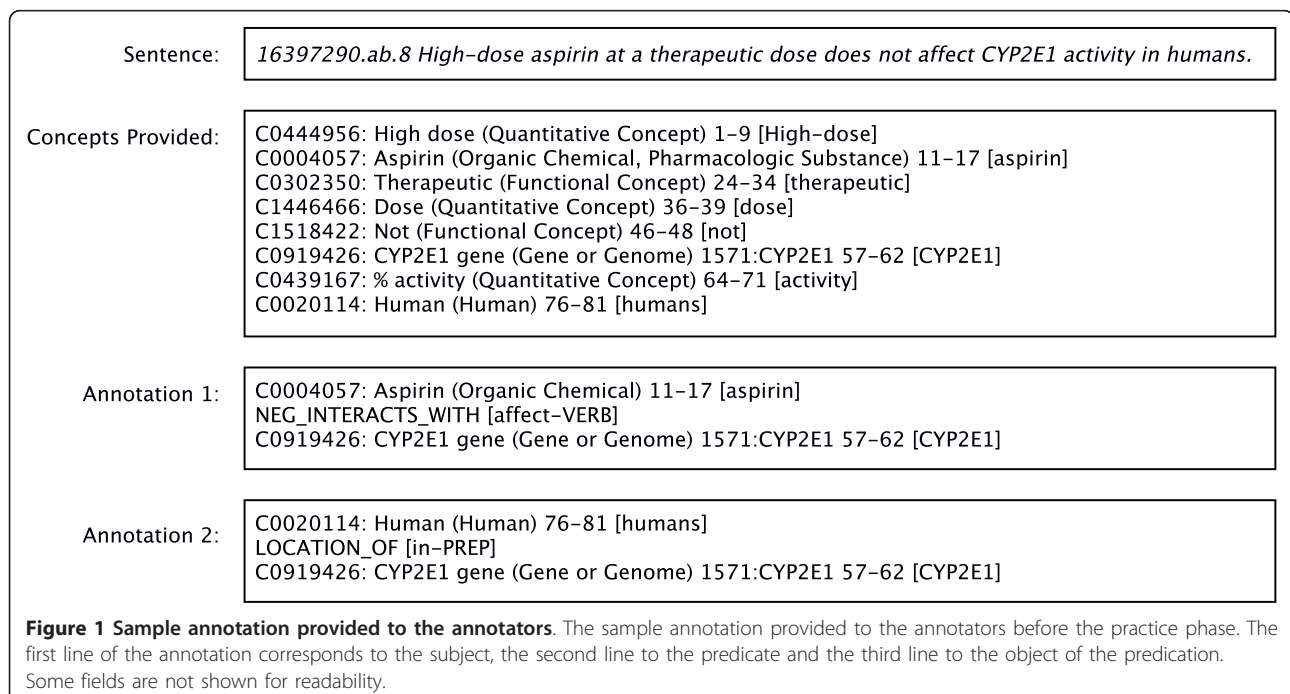 Sentence: 16397290.ab.8 High-dose aspirin at a therapeutic dose does not affect CYP2E1 activity in humans.
Concepts Provided: C0444956: High dose (Quantitative Concept) 1-9 [High-dose]
C0004057: Aspirin (Organic Chemical, Pharmacologic Substance) 11-17 [aspirin]
C0302350: Therapeutic (Functional Concept) 24-34 [therapeutic]
C1446466: Dose (Quantitative Concept) 36-39 [dose]
C1518422: Not (Functional Concept) 46-48 [not]
C0919426: CYP2E1 gene (Gene or Genome) 1571:CYP2E1 57-62 [CYP2E1]
C0439167: % activity (Quantitative Concept) 64-71 [activity]
C0020114: Human (Human) 76-81 [humans]
Annotation 1: C0004057: Aspirin (Organic Chemical) 11-17 [aspirin]
NEG_INTERACTS_WITH [affect-VERB]
C0919426: CYP2E1 gene (Gene or Genome) 1571:CYP2E1 57-62 [CYP2E1]
Annotation 2: C0020114: Human (Human) 76-81 [humans]
LOCATION_OF [in-PREP]
C0919426: CYP2E1 gene (Gene or Genome) 1571:CYP2E1 57-62 [CYP2E1]
Figure 1 Sample annotation provided to the annotators. The sample annotation provided to the annotators before the practice phase. The
first line of the annotation corresponds to the subject, the second line to the predicate and the third line to the object of the predication.
Some fields are not shown for readability.